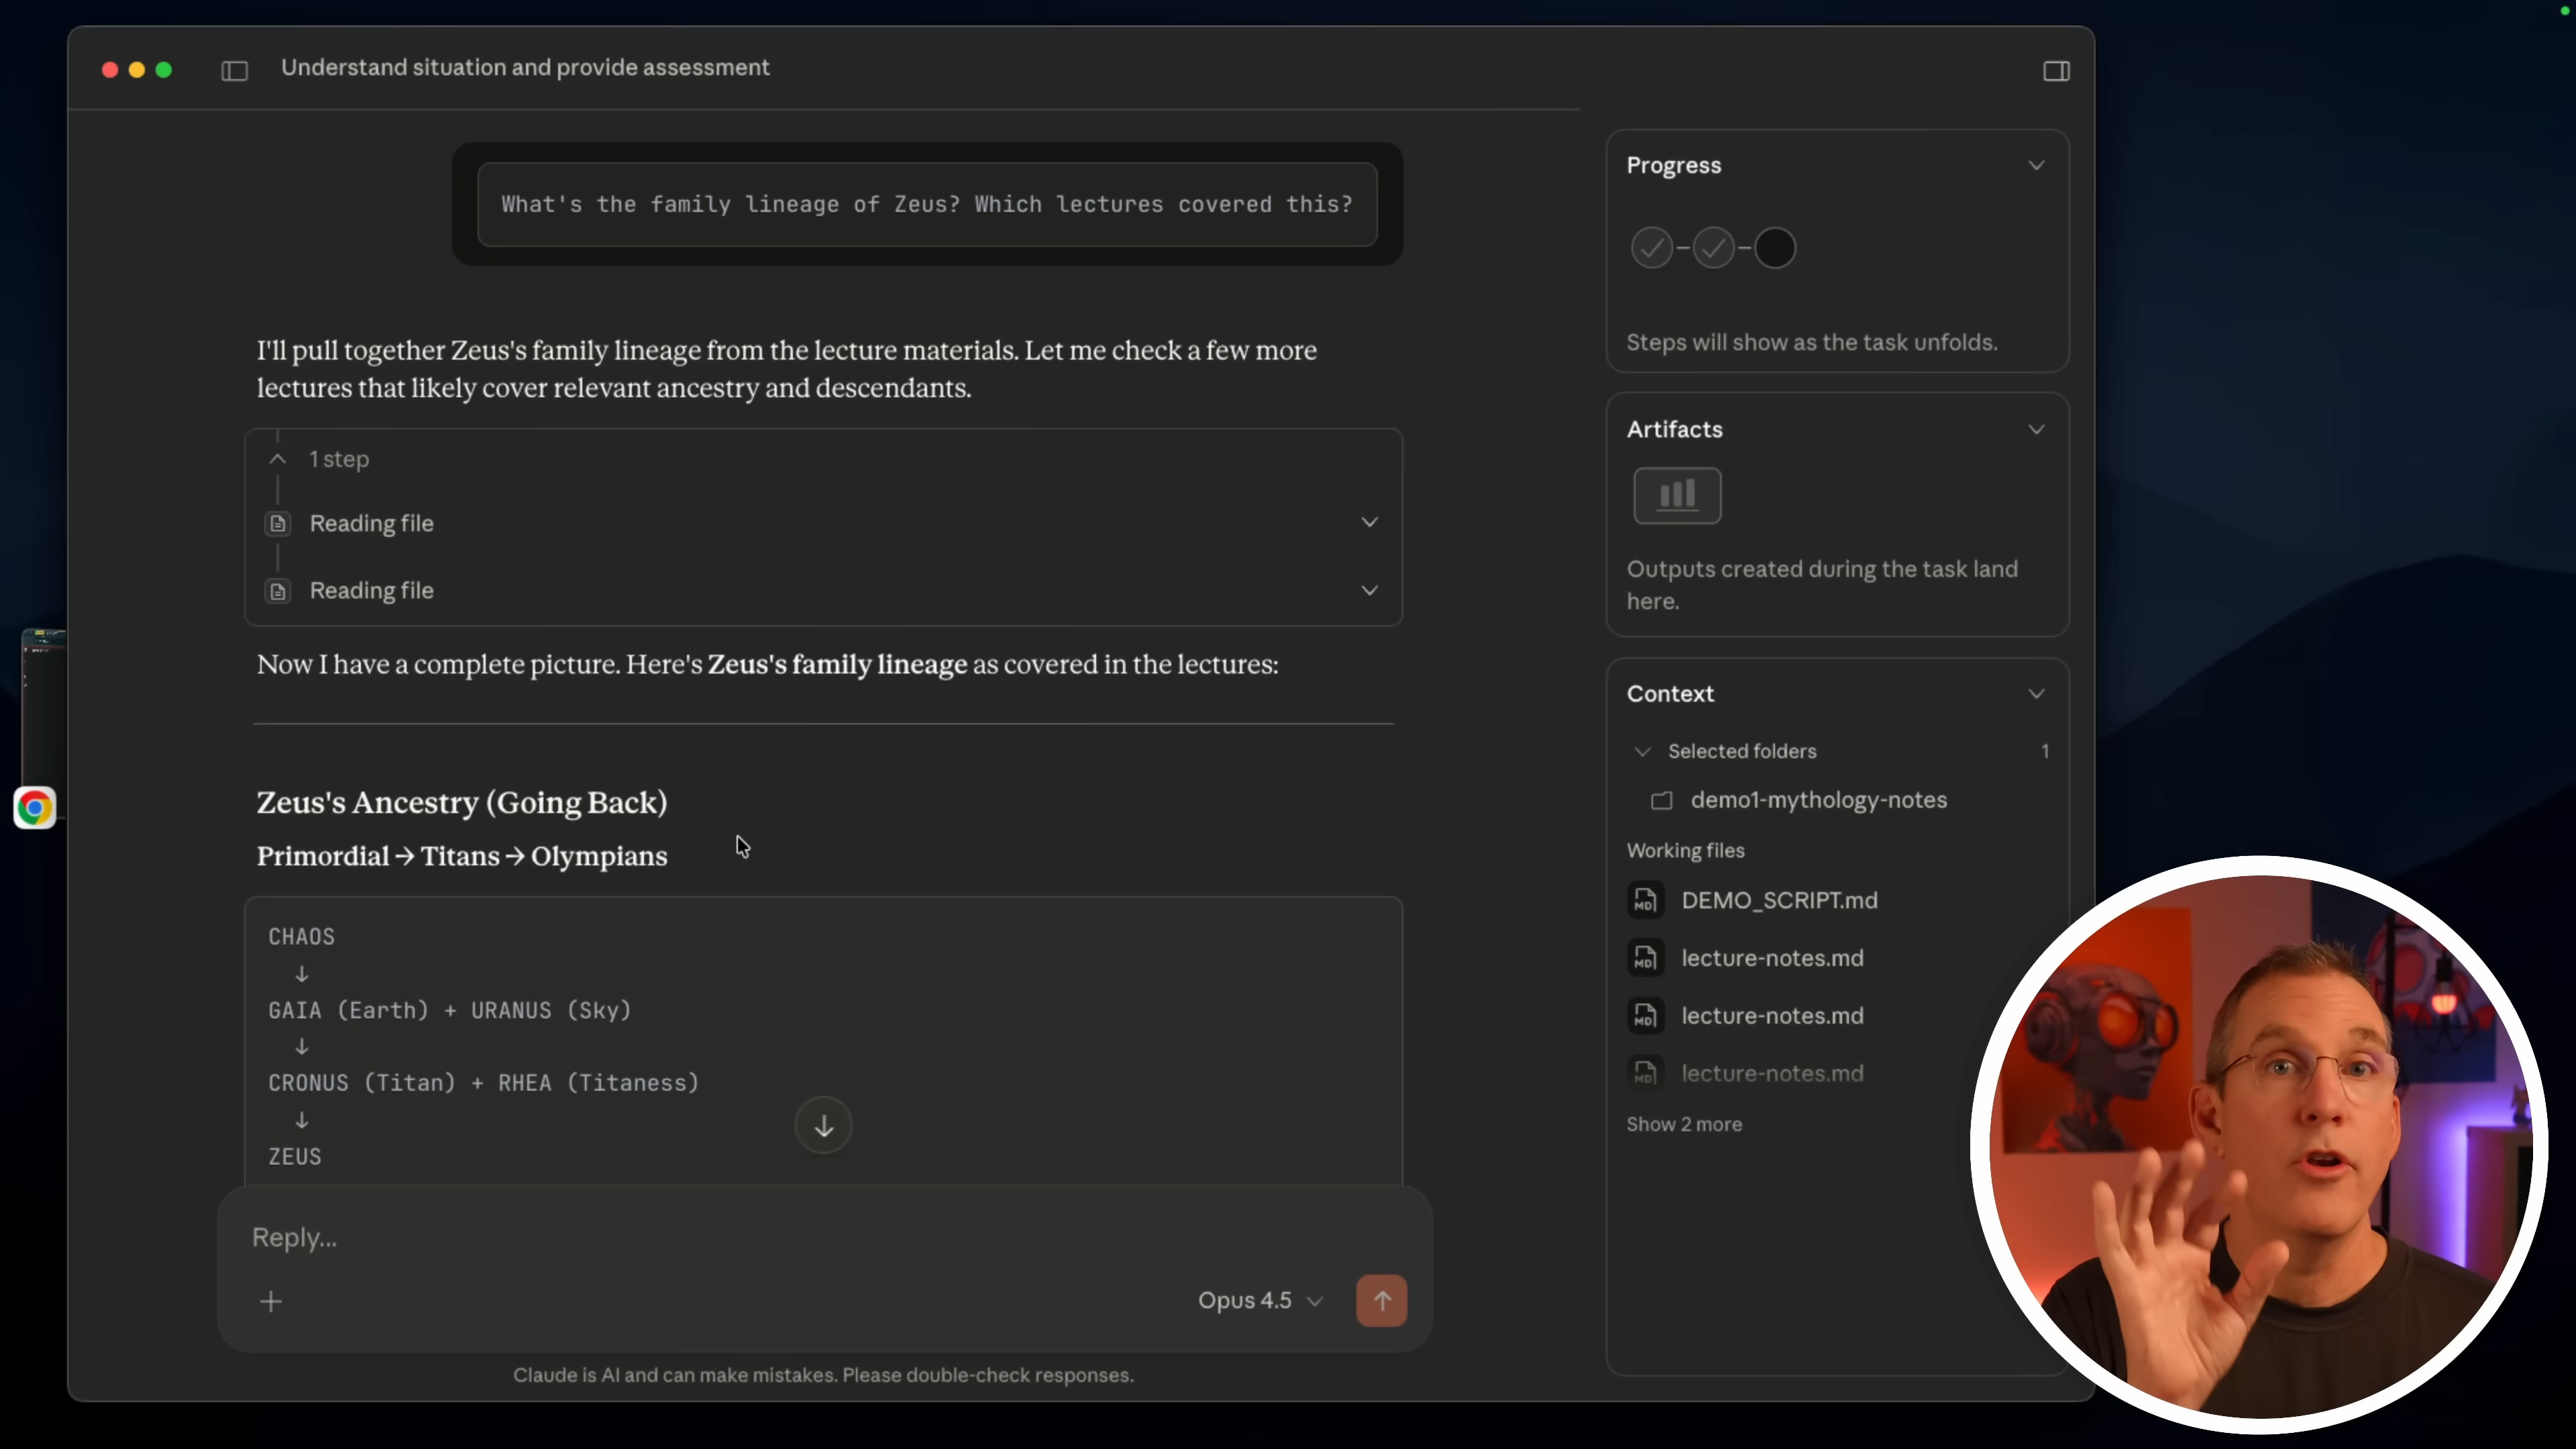 Understand situation and provide assessment
What's the family lineage of Zeus? Which lectures covered this?
I'll pull together Zeus's family lineage from the lecture materials. Let me check a few more
lectures that likely cover relevant ancestry and descendants.
1 step
Reading file
Reading file
Now I have a complete picture. Here's Zeus's family lineage as covered in the lectures:
Zeus's Ancestry (Going Back)
Primordial → Titans → Olympians
CHAOS
↓
GAIA (Earth) + URANUS (Sky)
↓
CRONUS (Titan) + RHEA (Titaness)
↓
ZEUS
Reply...
Opus 4.5
Claude is AI and can make mistakes. Please double-check responses.
Progress
Steps will show as the task unfolds.
Artifacts
Outputs created during the task land
here.
Context
Selected folders 1
demo1-mythology-notes
Working files
MD DEMO_SCRIPT.md
MD lecture-notes.md
MD lecture-notes.md
MD lecture-notes.md
Show 2 more